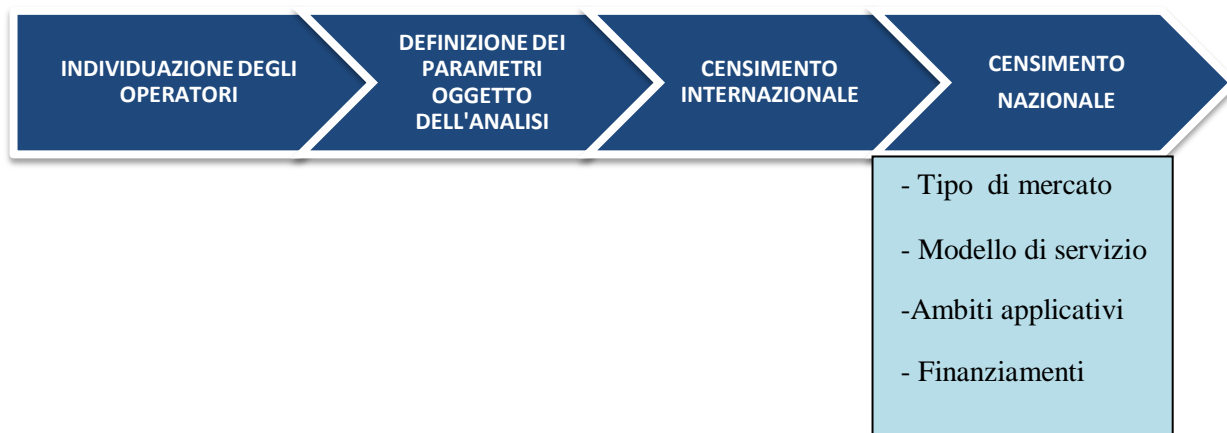 INDIVIDUAZIONE DEGLI
OPERATORI
DEFINIZIONE DEI
PARAMETRI
OGGETTO
DELL'ANALISI
CENSIMENTO
INTERNAZIONALE
CENSIMENTO
NAZIONALE
- Tipo di mercato
- Modello di servizio
-Ambiti applicativi
- Finanziamenti